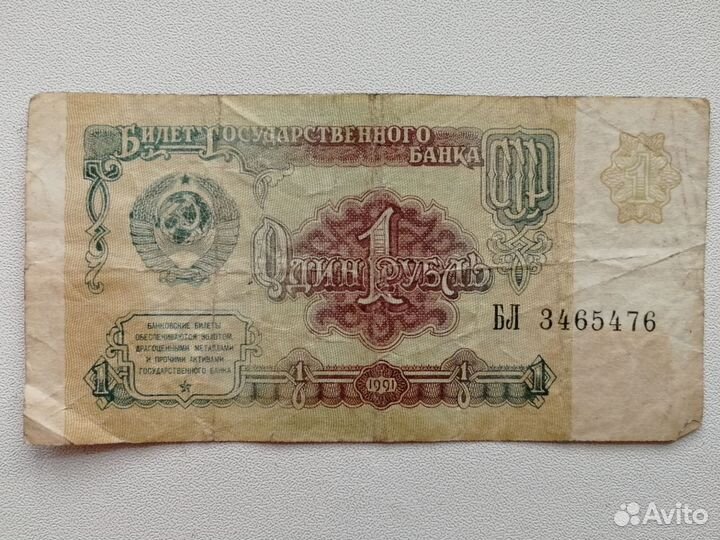 БИЛЕТ ГОСУДАРСТВЕННОГО
БАНКА СССР
1
ОДИН 1 РУБЛЬ
БЛ 3465476
БАНКОВСКИЕ БИЛЕТЫ
ОБЕСПЕЧИВАЮТСЯ ЗОЛОТОМ,
ДРАГОЦЕННЫМИ МЕТАЛЛАМИ
И ПРОЧИМИ АКТИВАМИ
ГОСУДАРСТВЕННОГО БАНКА
1 1 1991 1 1
Avito